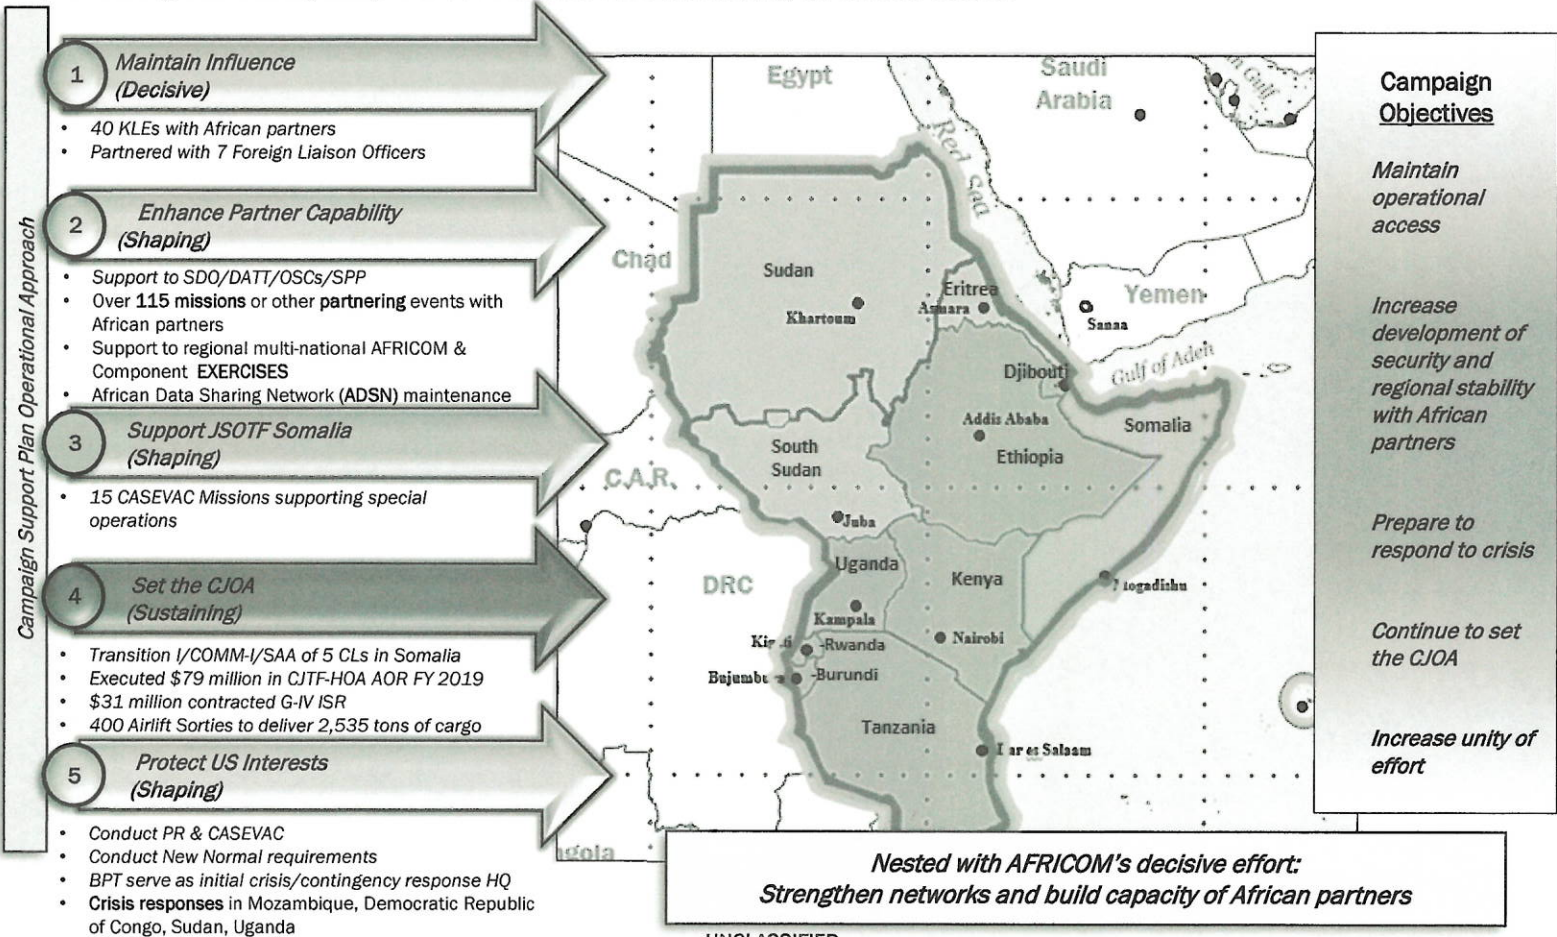 Campaign Support Plan Operational Approach
1
Maintain Influence
(Decisive)
• 40 KLEs with African partners
• Partnered with 7 Foreign Liaison Officers
2
Enhance Partner Capability
(Shaping)
• Support to SDO/DATT/OSCs/SPP
• Over 115 missions or other partnering events with
African partners
• Support to regional multi-national AFRICOM &
Component EXERCISES
• African Data Sharing Network (ADSN) maintenance
3
Support JSOTF Somalia
(Shaping)
• 15 CASEVAC Missions supporting special
operations
4
Set the CJOA
(Sustaining)
• Transition I/COMM-I/SAA of 5 CLs in Somalia
• Executed $79 million in CJTF-HOA AOR FY 2019
• $31 million contracted G-IV ISR
• 400 Airlift Sorties to deliver 2,535 tons of cargo
5
Protect US Interests
(Shaping)
• Conduct PR & CASEVAC
• Conduct New Normal requirements
• BPT serve as initial crisis/contingency response HQ
• Crisis responses in Mozambique, Democratic Republic
of Congo, Sudan, Uganda
Egypt
Saudi
Arabia
Gulf
Red Sea
Chad
Sudan
Khartoum
Eritrea
Asmara
Yemen
Sanaa
Djibouti
Gulf of Aden
Addis Ababa
Ethiopia
Somalia
South
Sudan
C.A.R.
Juba
Uganda
Kenya
DRC
Kampala
Nairobi
-Rwanda
-Burundi
Tanzania
Salaam
Campaign
Objectives
Maintain
operational
access
Increase
development of
security and
regional stability
with African
partners
Prepare to
respond to crisis
Continue to set
the CJOA
Increase unity of
effort
Nested with AFRICOM's decisive effort:
Strengthen networks and build capacity of African partners
UNCLASSIFIED